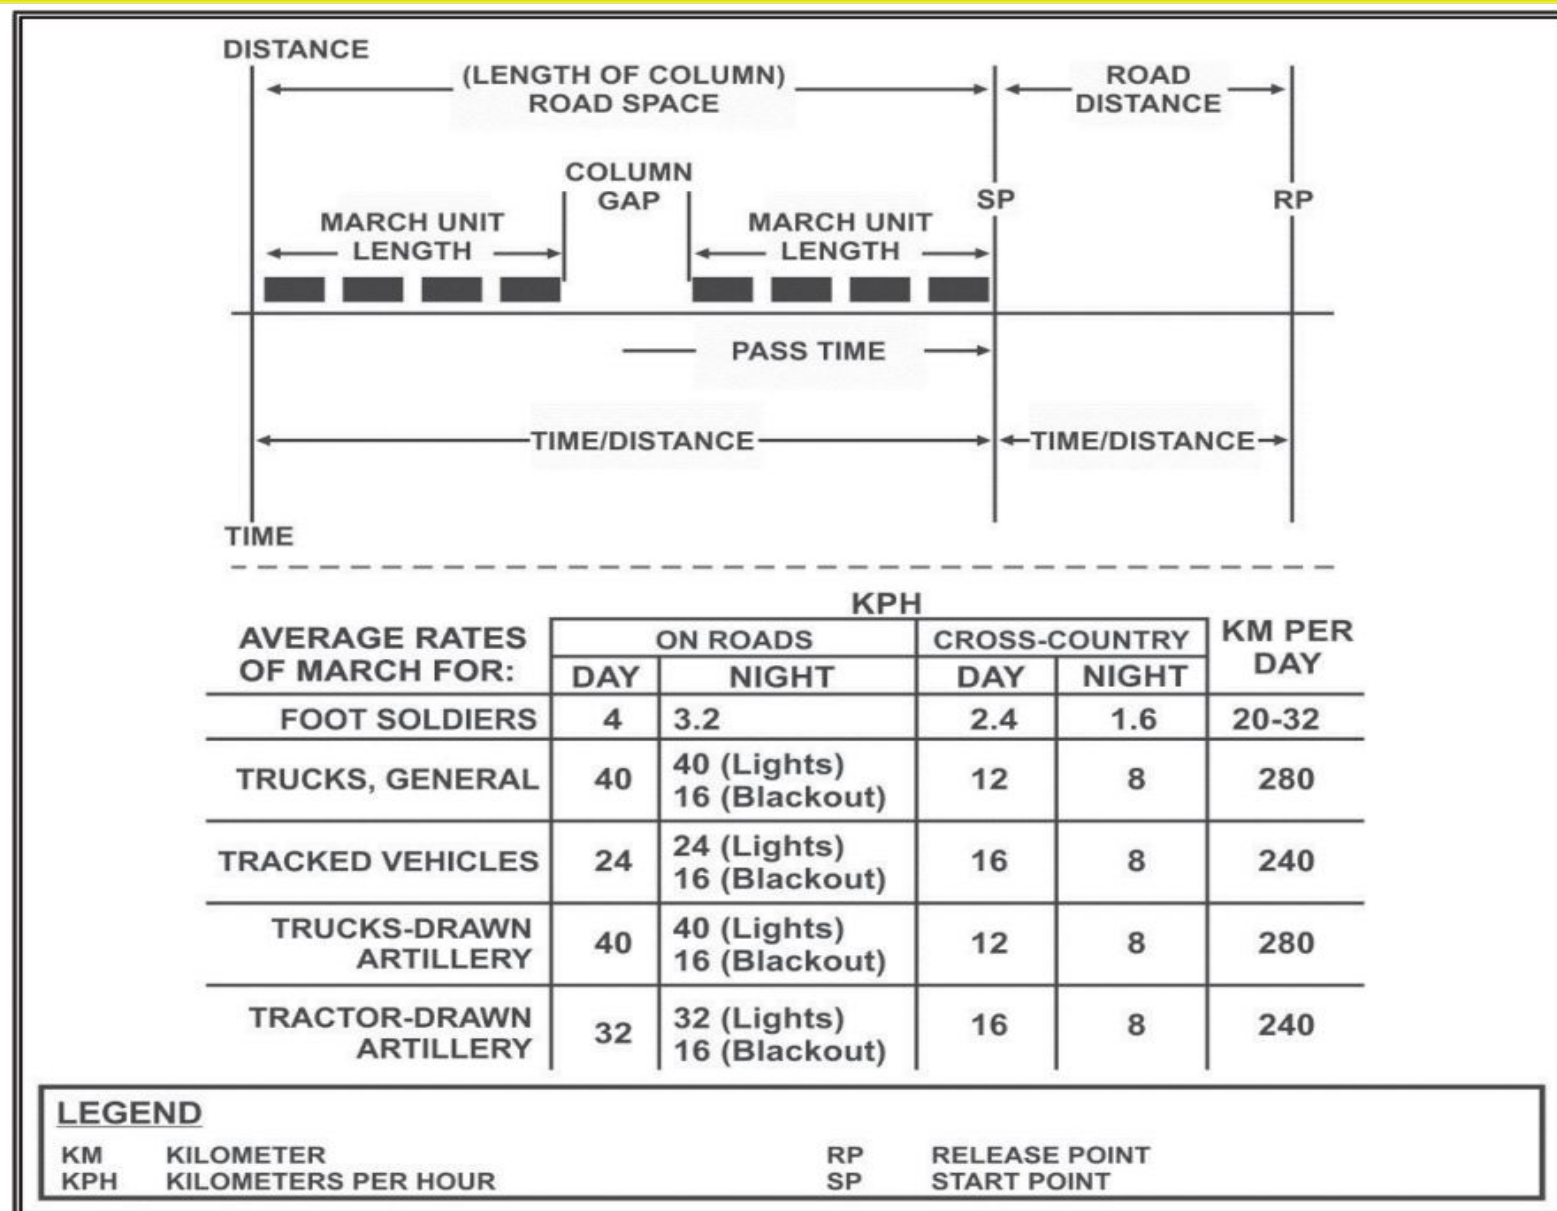 DISTANCE
(LENGTH OF COLUMN)
ROAD SPACE
ROAD
DISTANCE
COLUMN
GAP
SP
RP
MARCH UNIT
LENGTH
MARCH UNIT
LENGTH
PASS TIME
TIME/DISTANCE
TIME/DISTANCE
TIME
KPH
AVERAGE RATES
OF MARCH FOR:
ON ROADS
CROSS-COUNTRY
KM PER
DAY
DAY NIGHT DAY NIGHT
FOOT SOLDIERS 4 3.2 2.4 1.6 20-32
TRUCKS, GENERAL 40 40 (Lights) 12 8 280
16 (Blackout)
TRACKED VEHICLES 24 24 (Lights) 16 8 240
16 (Blackout)
TRUCKS-DRAWN
ARTILLERY 40 40 (Lights) 12 8 280
16 (Blackout)
TRACTOR-DRAWN
ARTILLERY 32 32 (Lights) 16 8 240
16 (Blackout)
LEGEND
KM KILOMETER RP RELEASE POINT
KPH KILOMETERS PER HOUR SP START POINT